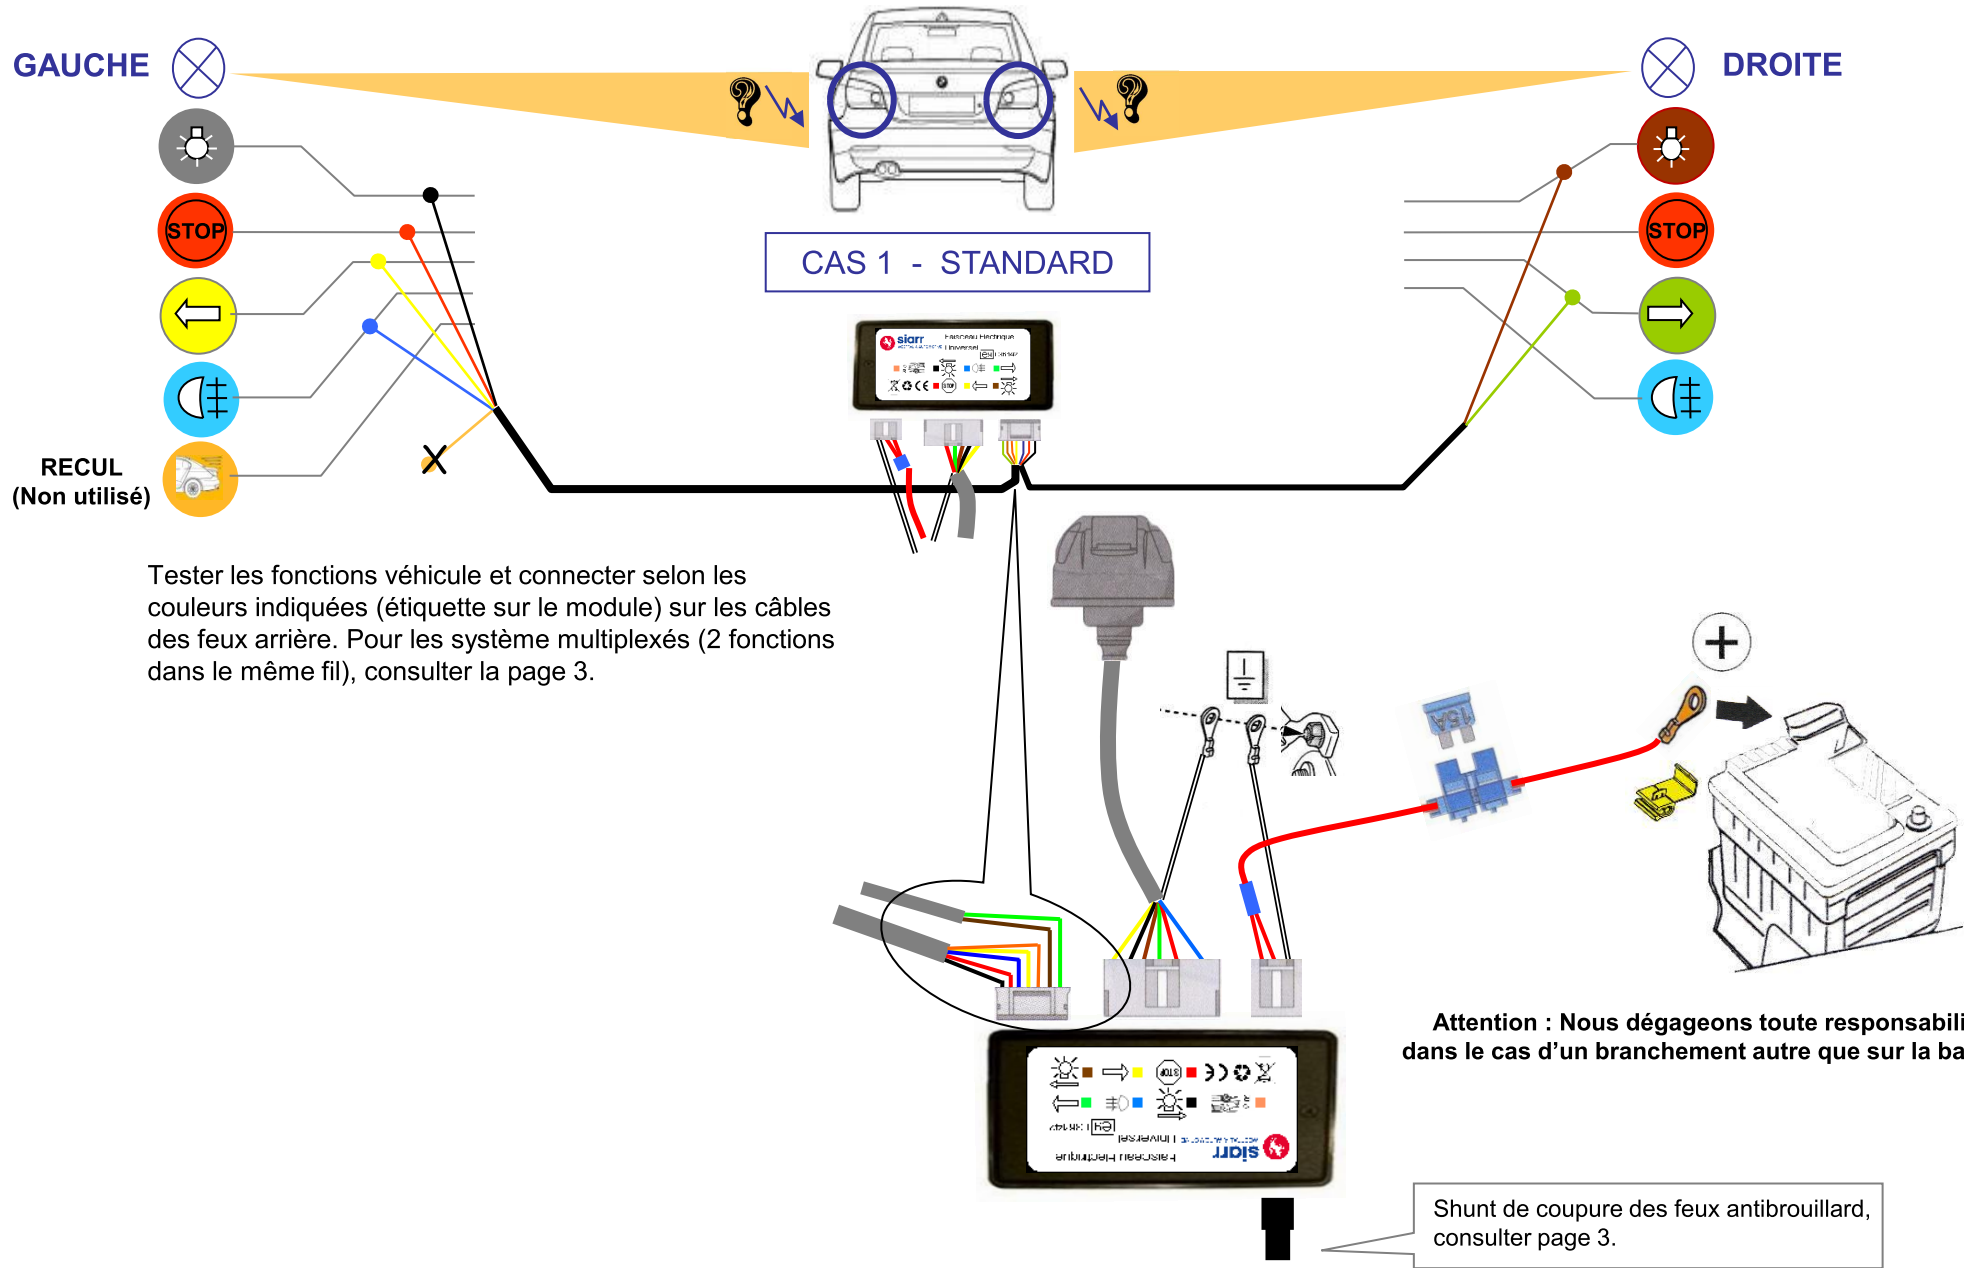 GAUCHE
DROITE
STOP
STOP
CAS 1 - STANDARD
siarr
Faisceau Electrique
Universel
STOP
RECUL
(Non utilisé)
Tester les fonctions véhicule et connecter selon les
couleurs indiquées (étiquette sur le module) sur les câbles
des feux arrière. Pour les système multiplexés (2 fonctions
dans le même fil), consulter la page 3.
15A
Attention : Nous dégageons toute responsabili
dans le cas d'un branchement autre que sur la ba
STOP
Universel
siarr
Faisceau Electrique
Shunt de coupure des feux antibrouillard,
consulter page 3.